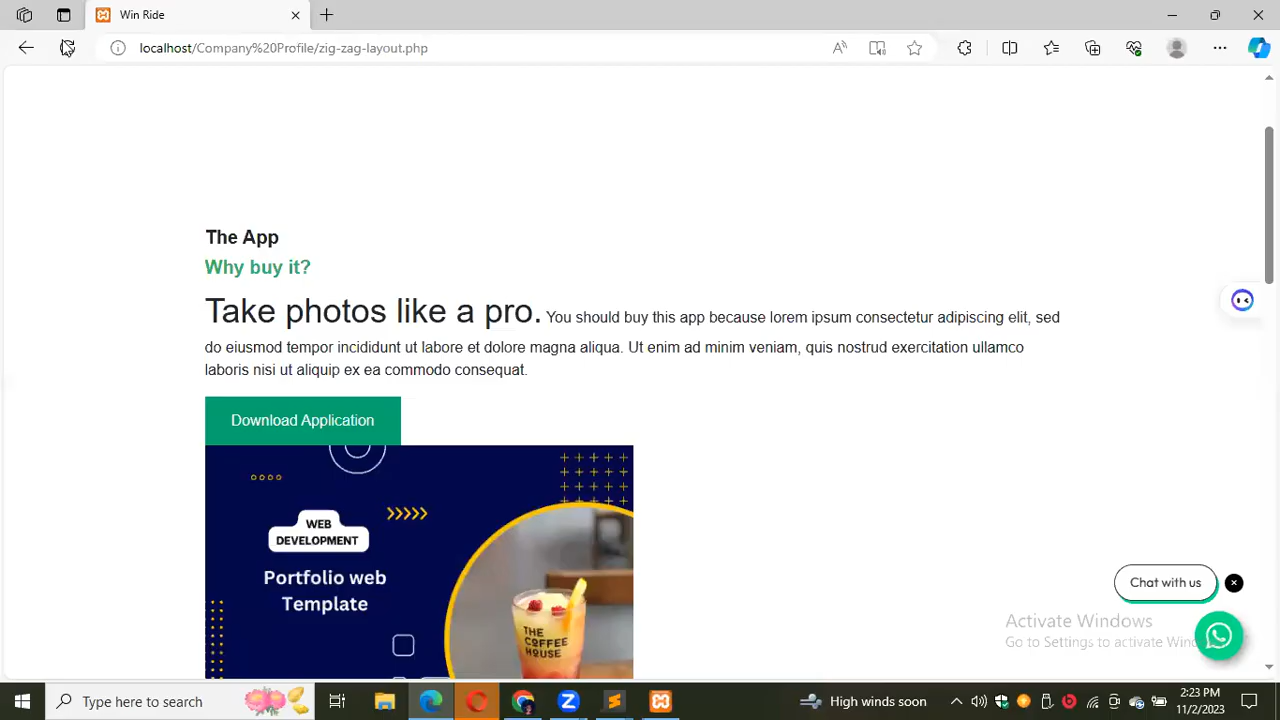 Win Ride
localhost/Company%20Profile/zig-zag-layout.php
The App
Why buy it?
Take photos like a pro. You should buy this app because lorem ipsum consectetur adipiscing elit, sed
do eiusmod tempor incididunt ut labore et dolore magna aliqua. Ut enim ad minim veniam, quis nostrud exercitation ullamco
laboris nisi ut aliquip ex ea commodo consequat.
Download Application
WEB
DEVELOPMENT
Portfolio web
Template
THE
COFFEE
HOUSE
Chat with us
Activate Windows
Go to Settings to activate Win
Type here to search
High winds soon
2:23 PM
11/2/2023